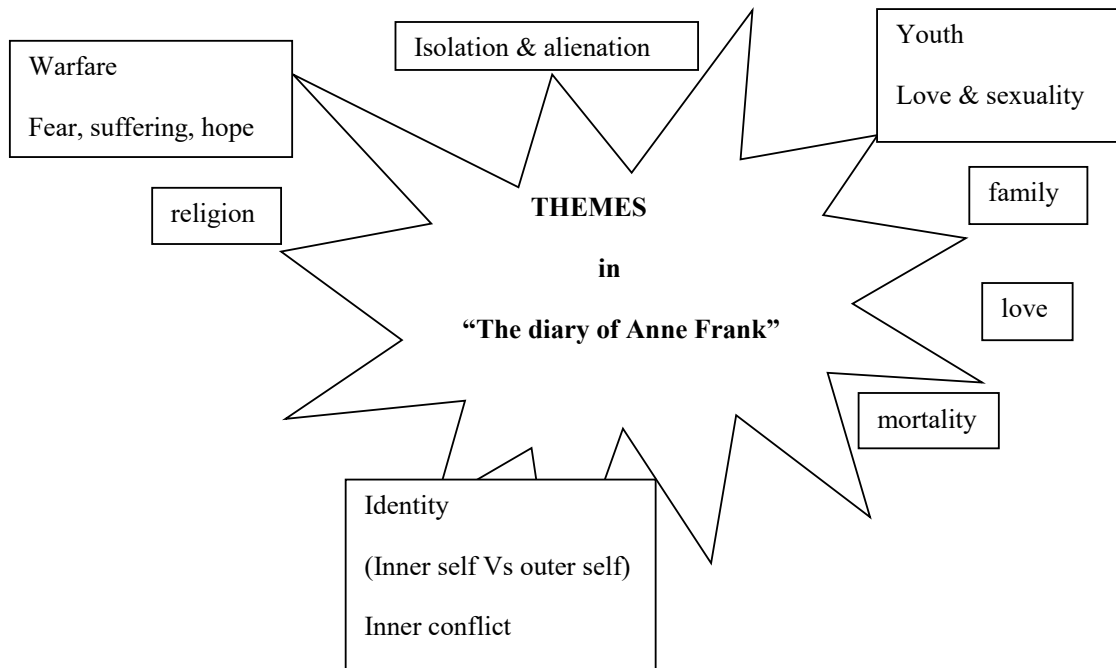 Isolation & alienation
Youth
Love & sexuality
Warfare
Fear, suffering, hope
religion
family
THEMES
in
“The diary of Anne Frank”
love
mortality
Identity
(Inner self Vs outer self)
Inner conflict